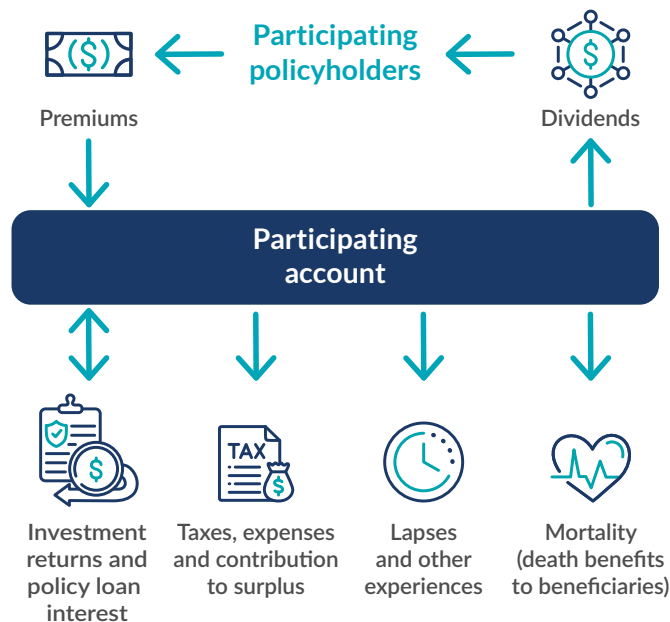 Participating
policyholders
($)
$
Premiums
Dividends
Participating
account
$
TAX
$
Investment
returns and
policy loan
interest
Taxes, expenses
and contribution
to surplus
Lapses
and other
experiences
Mortality
(death benefits
to beneficiaries)